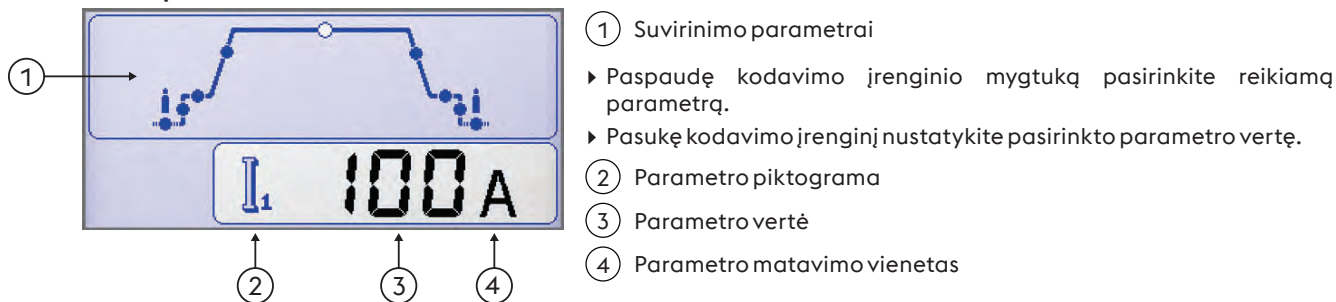 1 Suvirinimo parametrai
1
‣ Paspaudę kodavimo įrenginio mygtuką pasirinkite reikiamą
parametrą.
‣ Pasukę kodavimo įrenginį nustatykite pasirinkto parametro vertę.
I1 100 A
2 Parametro piktograma
3 Parametro vertė
4 Parametro matavimo vienetas
2 3 4